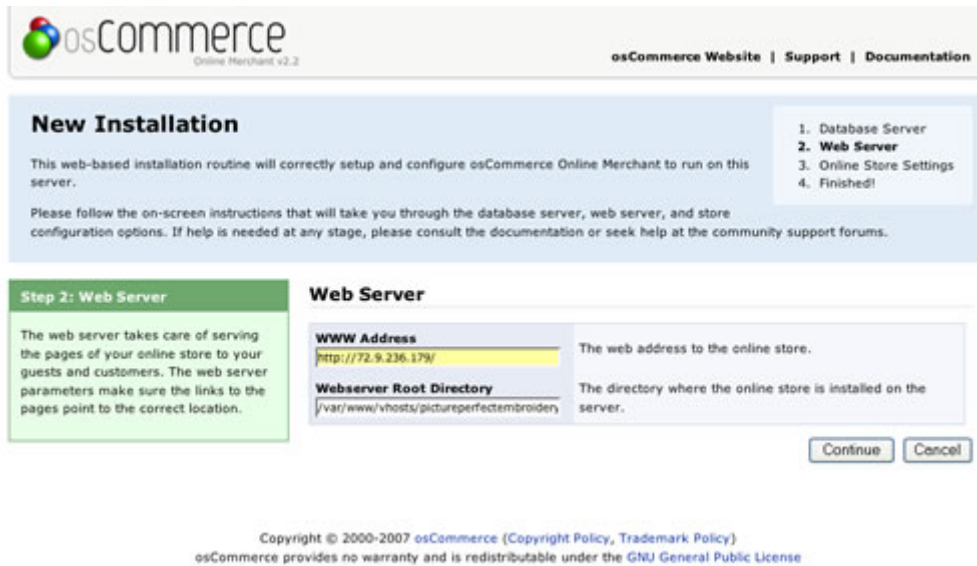 osCommerce
Online Merchant v2.2
osCommerce Website | Support | Documentation
New Installation
This web-based installation routine will correctly setup and configure osCommerce Online Merchant to run on this
server.
Please follow the on-screen instructions that will take you through the database server, web server, and store
configuration options. If help is needed at any stage, please consult the documentation or seek help at the community support forums.
1. Database Server
2. Web Server
3. Online Store Settings
4. Finished!
Step 2: Web Server
The web server takes care of serving
the pages of your online store to your
guests and customers. The web server
parameters make sure the links to the
pages point to the correct location.
Web Server
WWW Address
http://72.9.236.179/
The web address to the online store.
Webserver Root Directory
/var/www/vhosts/pictureperfectembroidery
The directory where the online store is installed on the
server.
Continue
Cancel
Copyright © 2000-2007 osCommerce (Copyright Policy, Trademark Policy)
osCommerce provides no warranty and is redistributable under the GNU General Public License